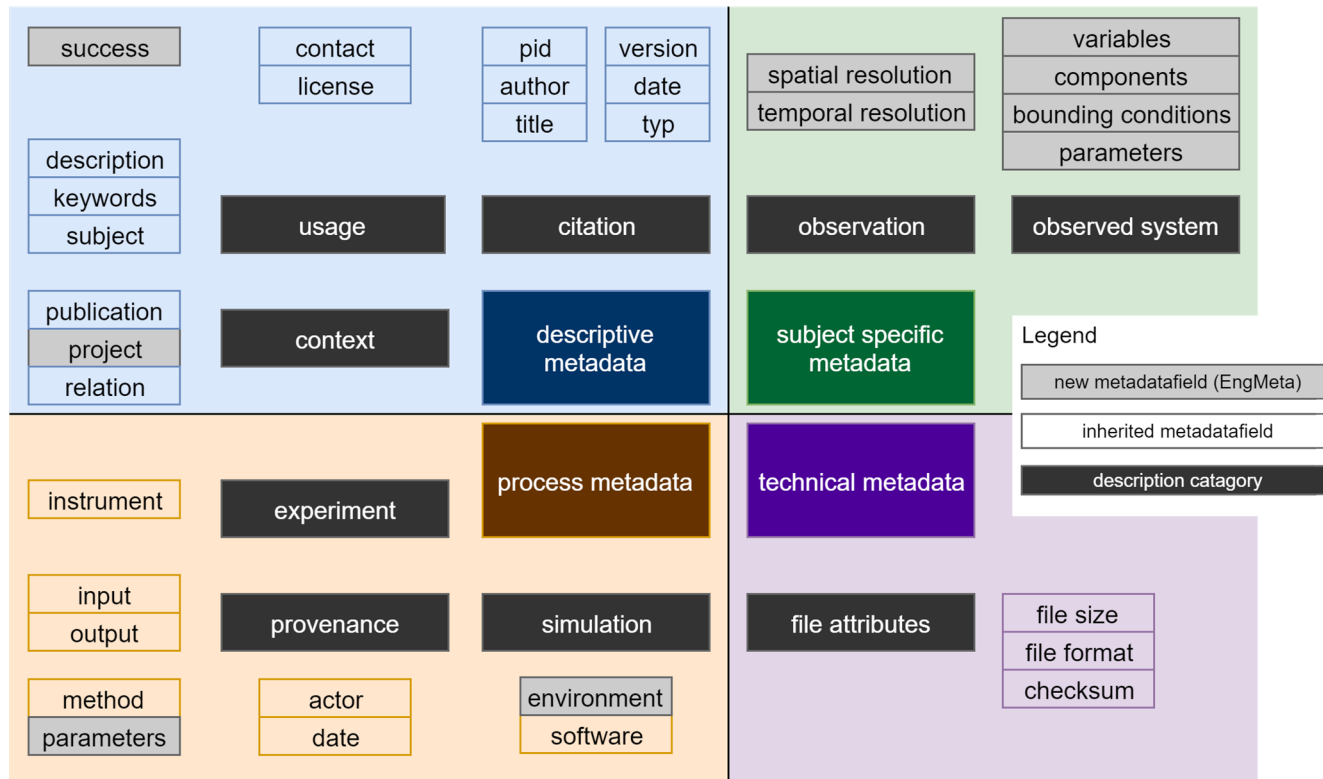 success
contact
license
pid
author
title
version
date
typ
description
keywords
subject
usage
citation
publication
project
relation
context
descriptive
metadata
spatial resolution
temporal resolution
variables
components
bounding conditions
parameters
observation
observed system
subject specific
metadata
Legend
new metadatafield (EngMeta)
inherited metadatafield
description catagory
process metadata
instrument
experiment
input
output
provenance
simulation
method
parameters
actor
date
environment
software
technical metadata
file attributes
file size
file format
checksum